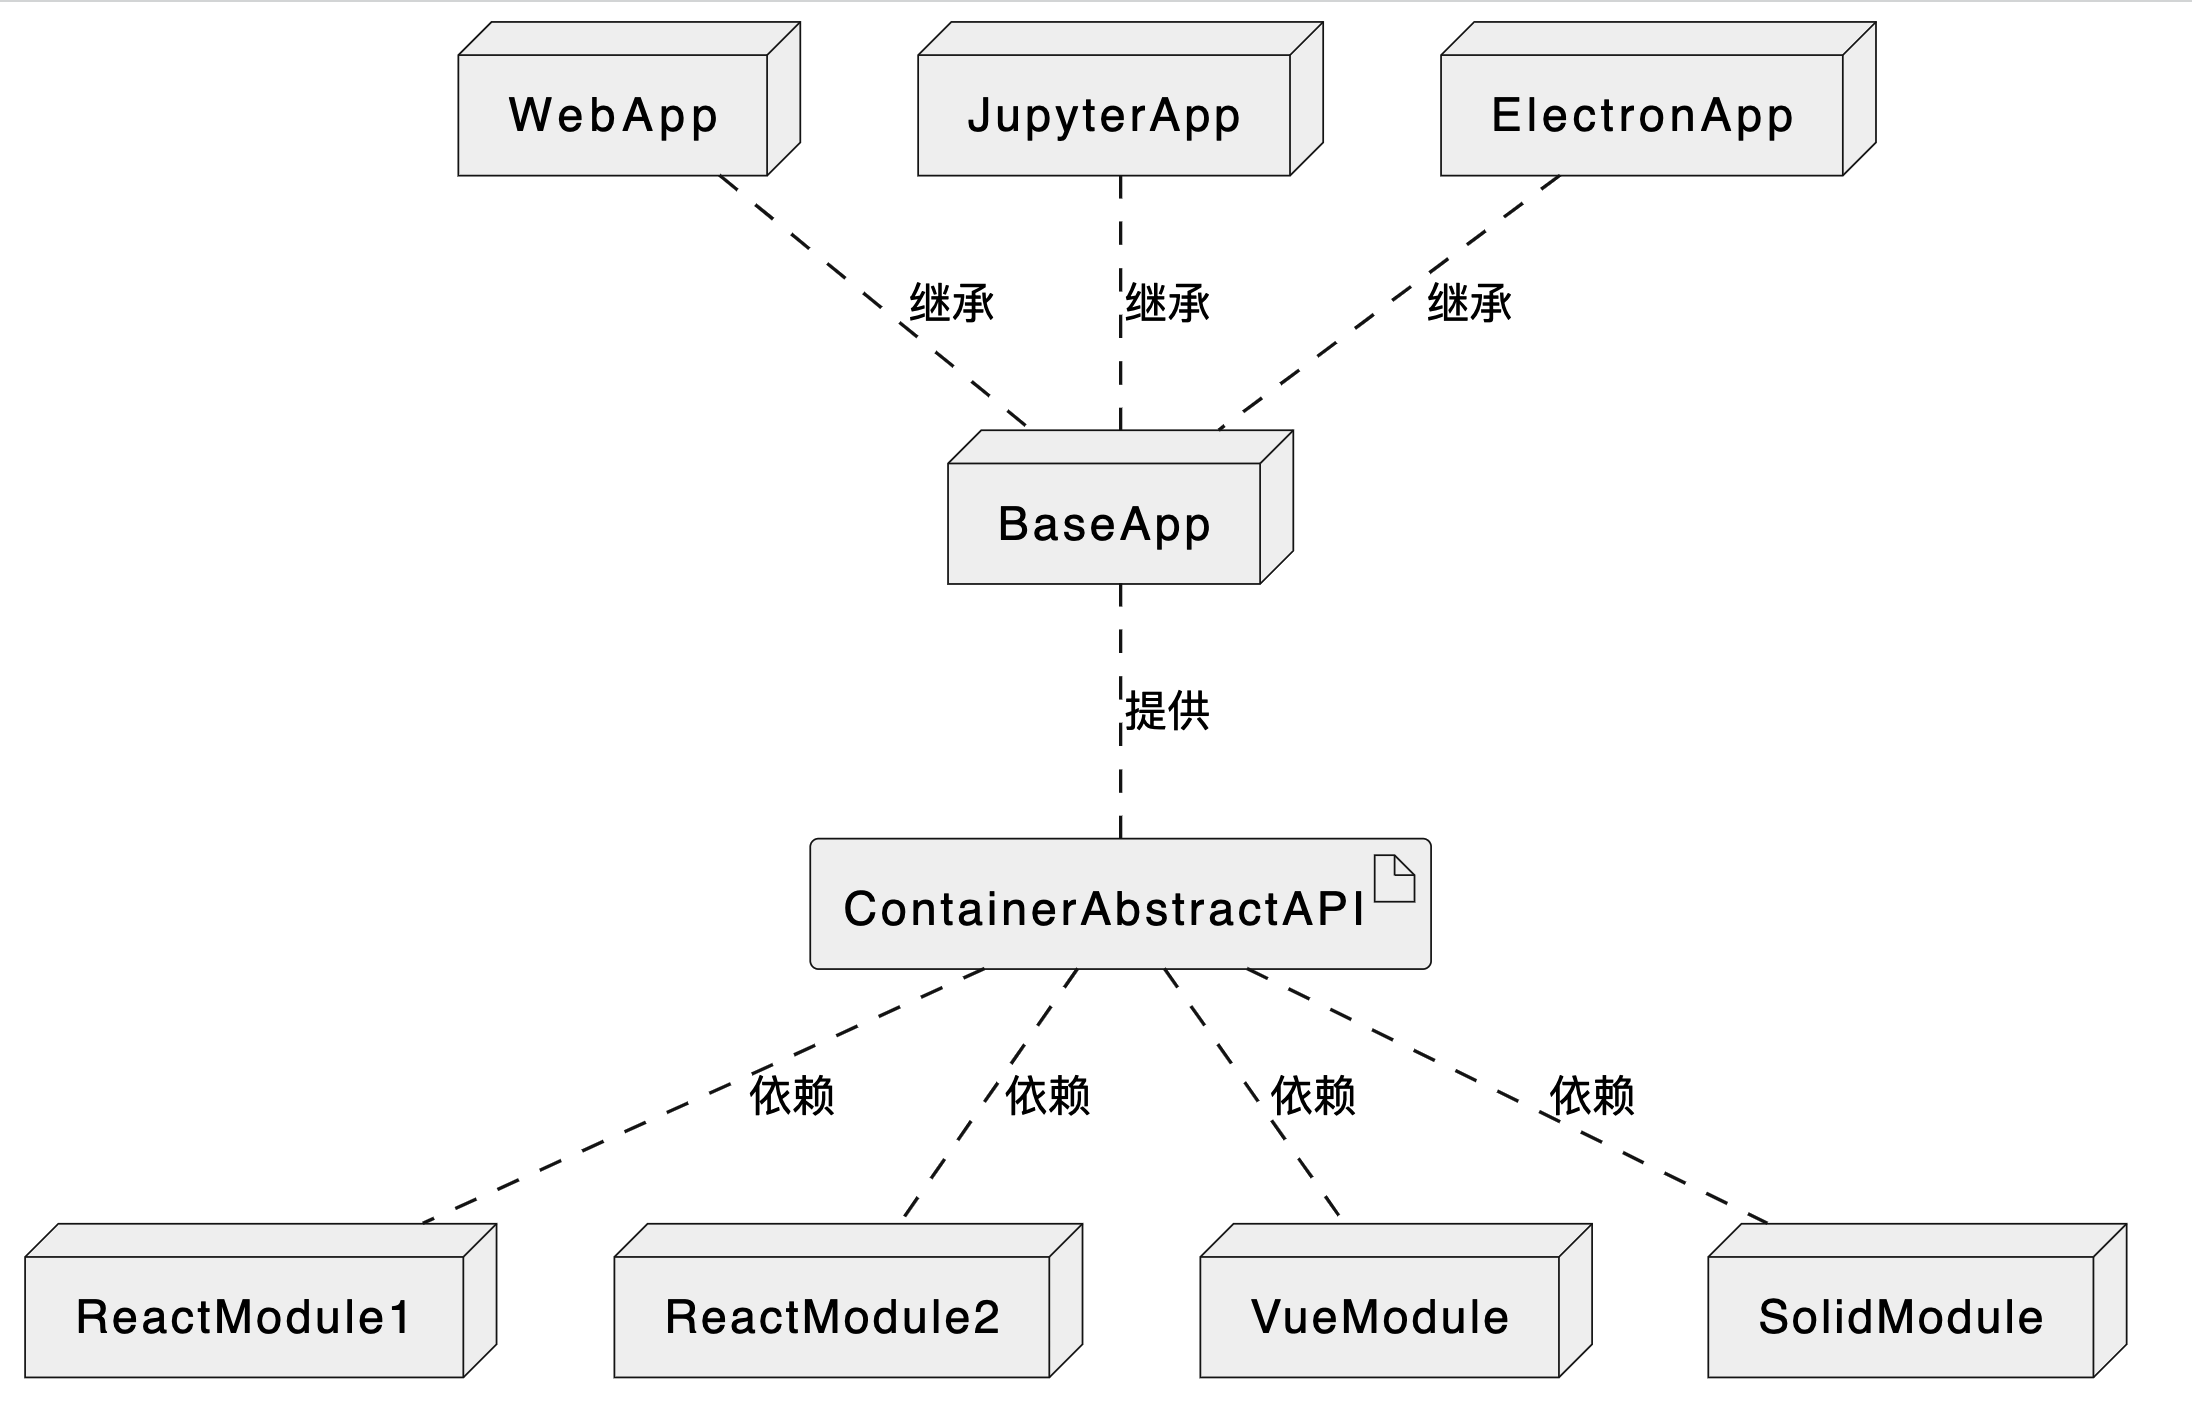 WebApp
JupyterApp
ElectronApp
继承
继承
继承
BaseApp
提供
ContainerAbstractAPI
依赖
依赖
依赖
依赖
ReactModule1
ReactModule2
VueModule
SolidModule